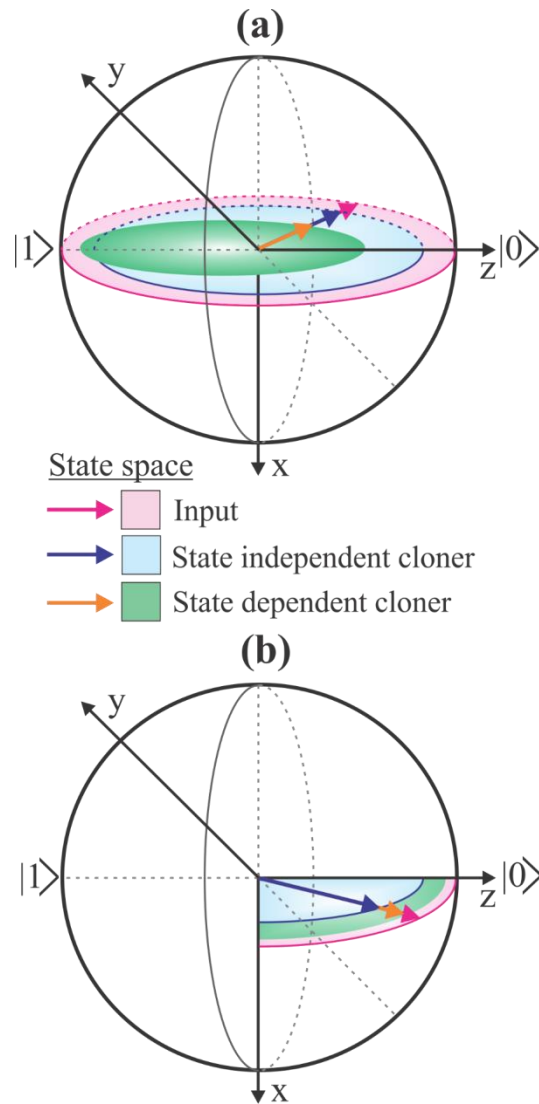 (a)
y
|1⟩
z
|0⟩
x
State space
Input
State independent cloner
State dependent cloner
(b)
y
|1⟩
z
|0⟩
x